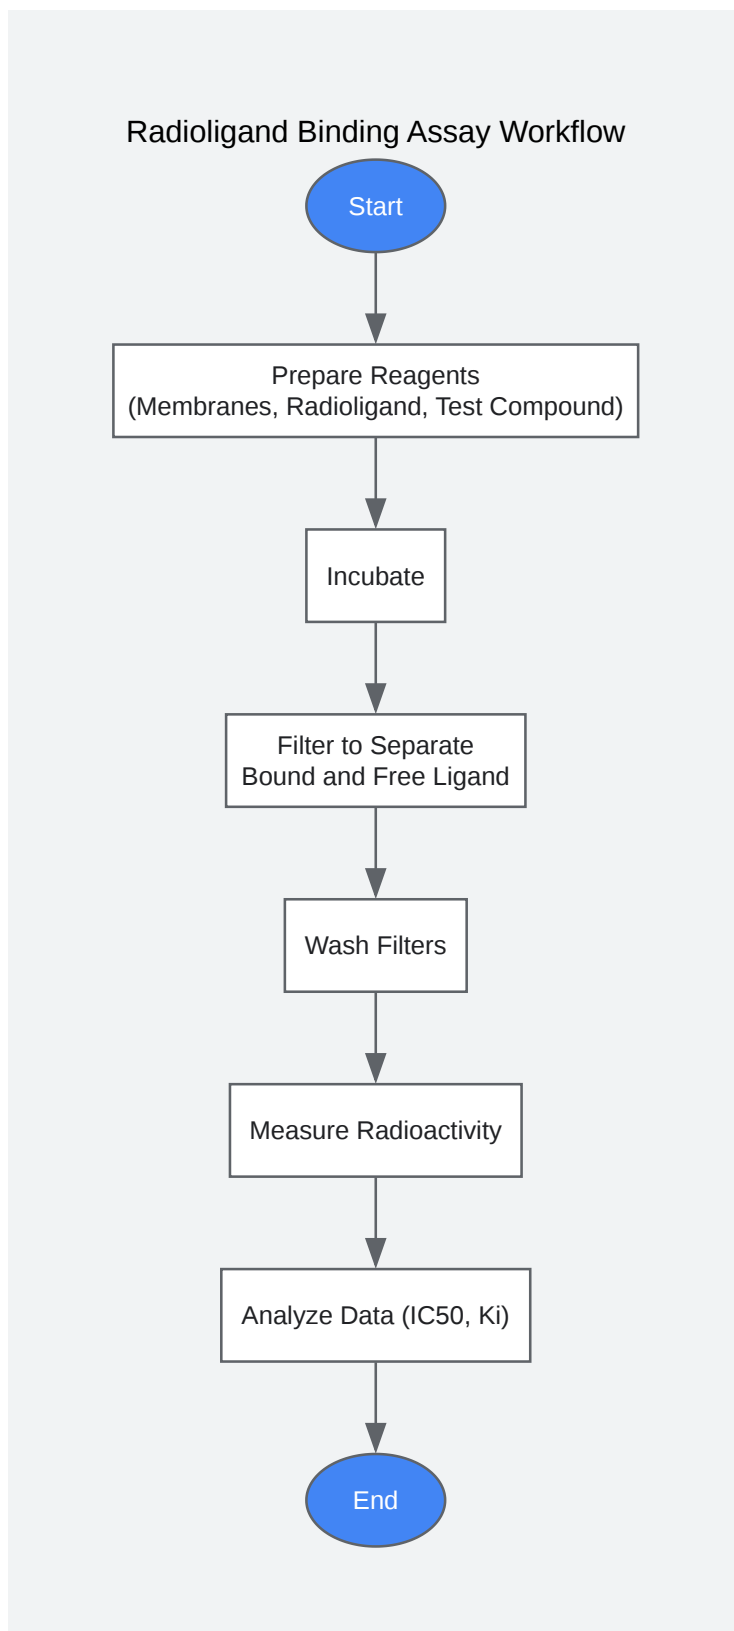 Radioligand Binding Assay Workflow
Start
Prepare Reagents
(Membranes, Radioligand, Test Compound)
Incubate
Filter to Separate
Bound and Free Ligand
Wash Filters
Measure Radioactivity
Analyze Data (IC50, Ki)
End